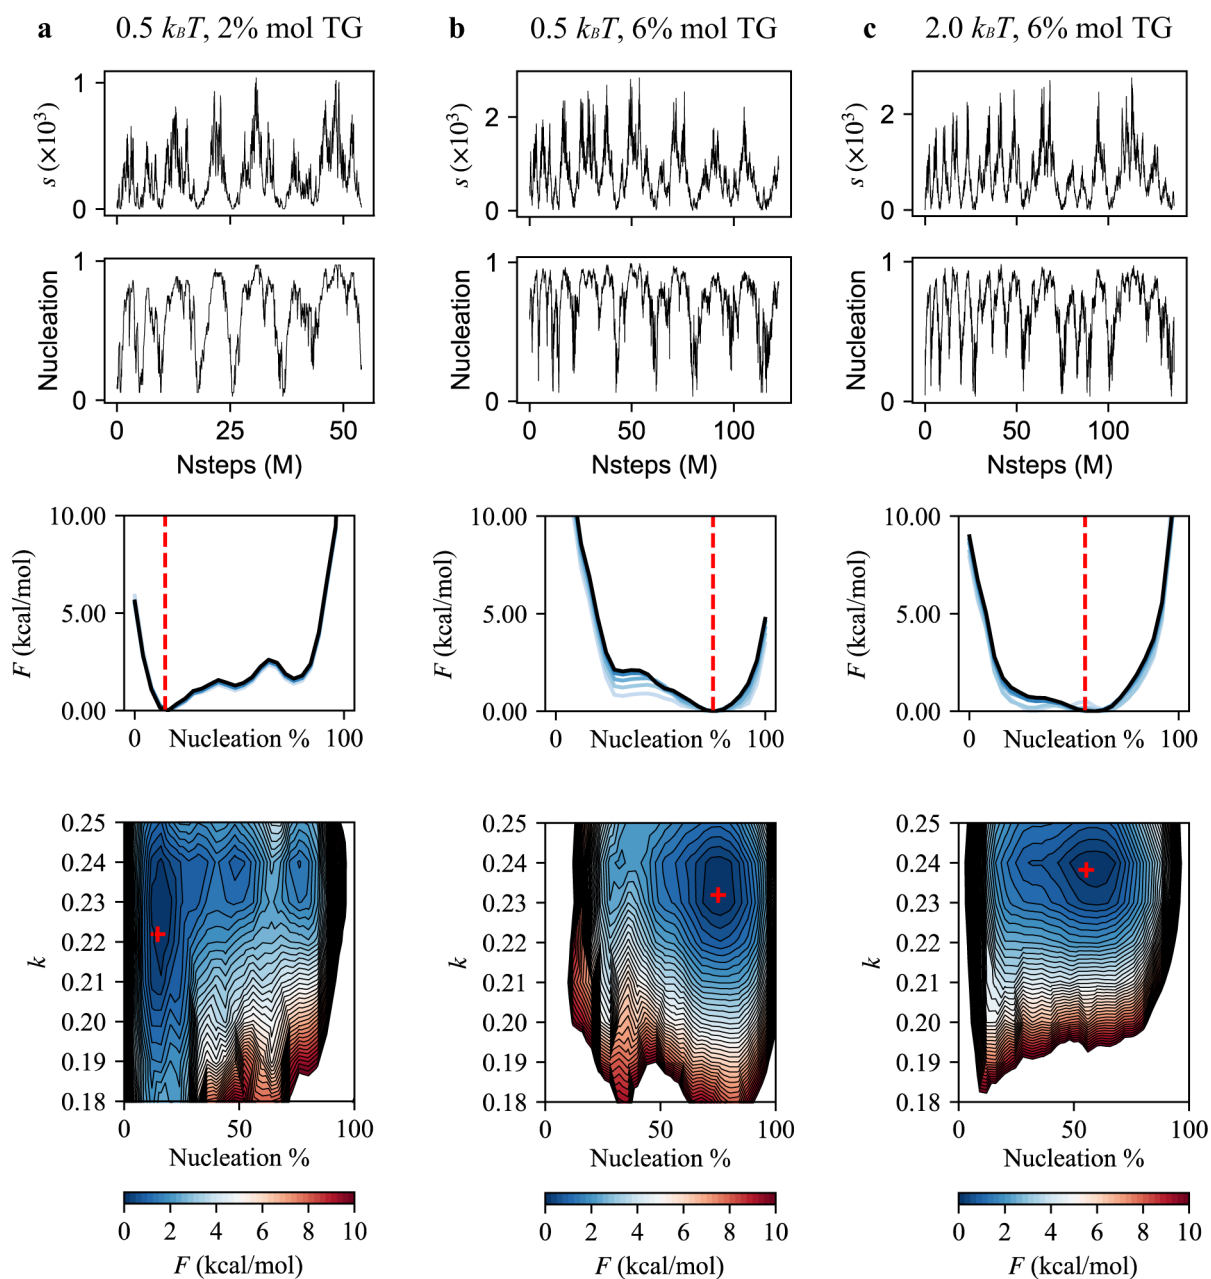 a 0.5 kBT, 2% mol TG
b 0.5 kBT, 6% mol TG
c 2.0 kBT, 6% mol TG
s (×10³)
1
0
s (×10³)
2
0
s (×10³)
2
0
Nucleation
1
0
0 25 50
Nsteps (M)
Nucleation
1
0
0 50 100
Nsteps (M)
Nucleation
1
0
0 50 100
Nsteps (M)
F (kcal/mol)
10.00
5.00
0.00
0 Nucleation % 100
F (kcal/mol)
10.00
5.00
0.00
0 Nucleation % 100
F (kcal/mol)
10.00
5.00
0.00
0 Nucleation % 100
k
0.25
0.24
0.23
0.22
0.21
0.20
0.19
0.18
0 50 100
Nucleation %
k
0.25
0.24
0.23
0.22
0.21
0.20
0.19
0.18
0 50 100
Nucleation %
k
0.25
0.24
0.23
0.22
0.21
0.20
0.19
0.18
0 50 100
Nucleation %
0 2 4 6 8 10
F (kcal/mol)
0 2 4 6 8 10
F (kcal/mol)
0 2 4 6 8 10
F (kcal/mol)